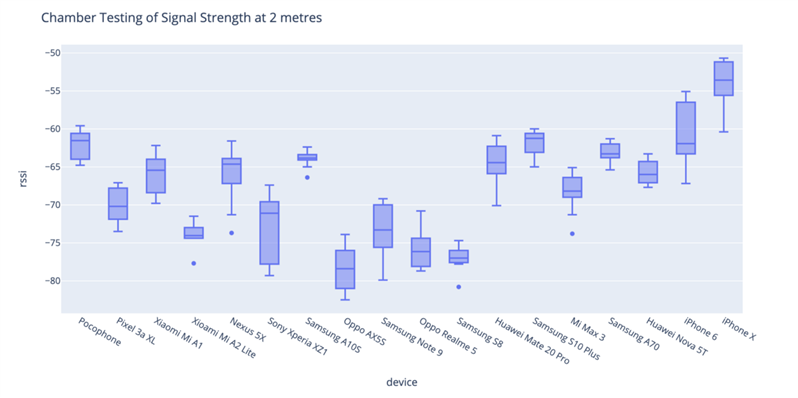 Chamber Testing of Signal Strength at 2 metres
−50
−55
−60
−65
−70
−75
−80
rssi
Pocophone
Pixel 3a XL
Xiaomi Mi A1
Xioami Mi A2 Lite
Nexus 5X
Sony Xperia XZ1
Samsung A10S
Oppo AX5S
Samsung Note 9
Oppo Realme 5
Samsung S8
Huawei Mate 20 Pro
Samsung S10 Plus
Mi Max 3
Samsung A70
Huawei Nova 5T
iPhone 6
iPhone X
device